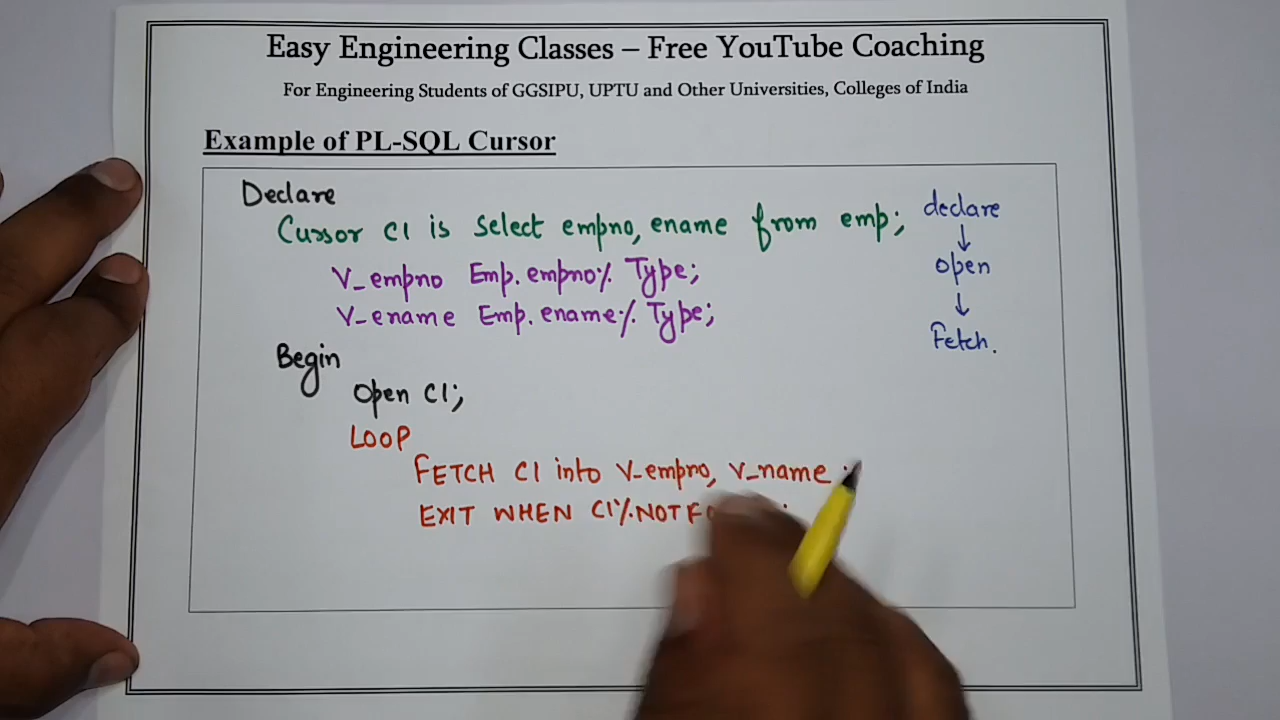 Easy Engineering Classes – Free YouTube Coaching
For Engineering Students of GGSIPU, UPTU and Other Universities, Colleges of India
Example of PL-SQL Cursor
Declare
Cursor C1 is Select empno, ename from emp;
V_empno Emp.empno% Type;
V_ename Emp.ename% Type;
Begin
Open C1;
LOOP
FETCH C1 into V_empno, V_name ;
EXIT WHEN C1%NOTFO
declare
↓
open
↓
Fetch.